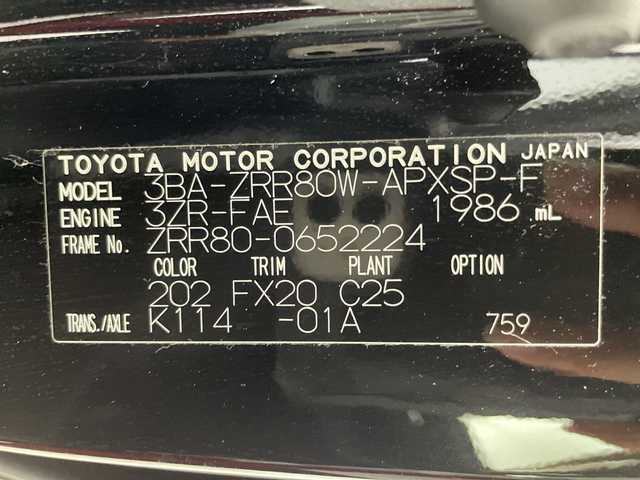 TOYOTA MOTOR CORPORATION JAPAN
MODEL 3BA-ZRR80W-APXSP-F
ENGINE 3ZR-FAE 1986 mL
FRAME No. ZRR80-0652224
COLOR TRIM PLANT OPTION
202 FX20 C25
TRANS./AXLE K114 -01A 759